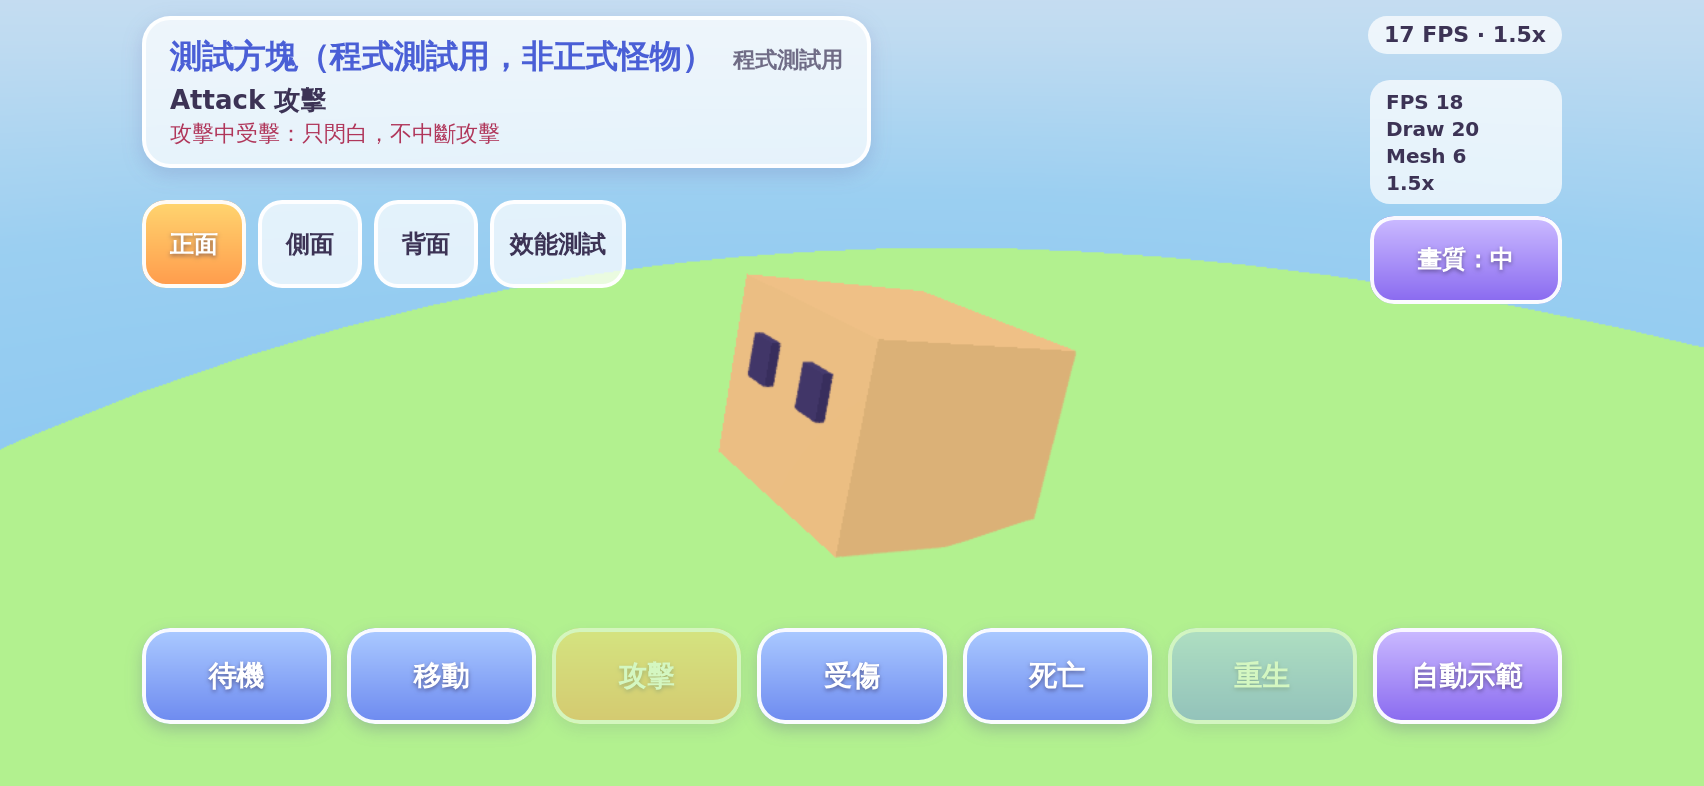 測試方塊（程式測試用，非正式怪物） 程式測試用
Attack 攻擊
攻擊中受擊：只閃白，不中斷攻擊
17 FPS · 1.5x
FPS 18
Draw 20
Mesh 6
1.5x
正面 側面 背面 效能測試
畫質：中
待機 移動 攻擊 受傷 死亡 重生 自動示範